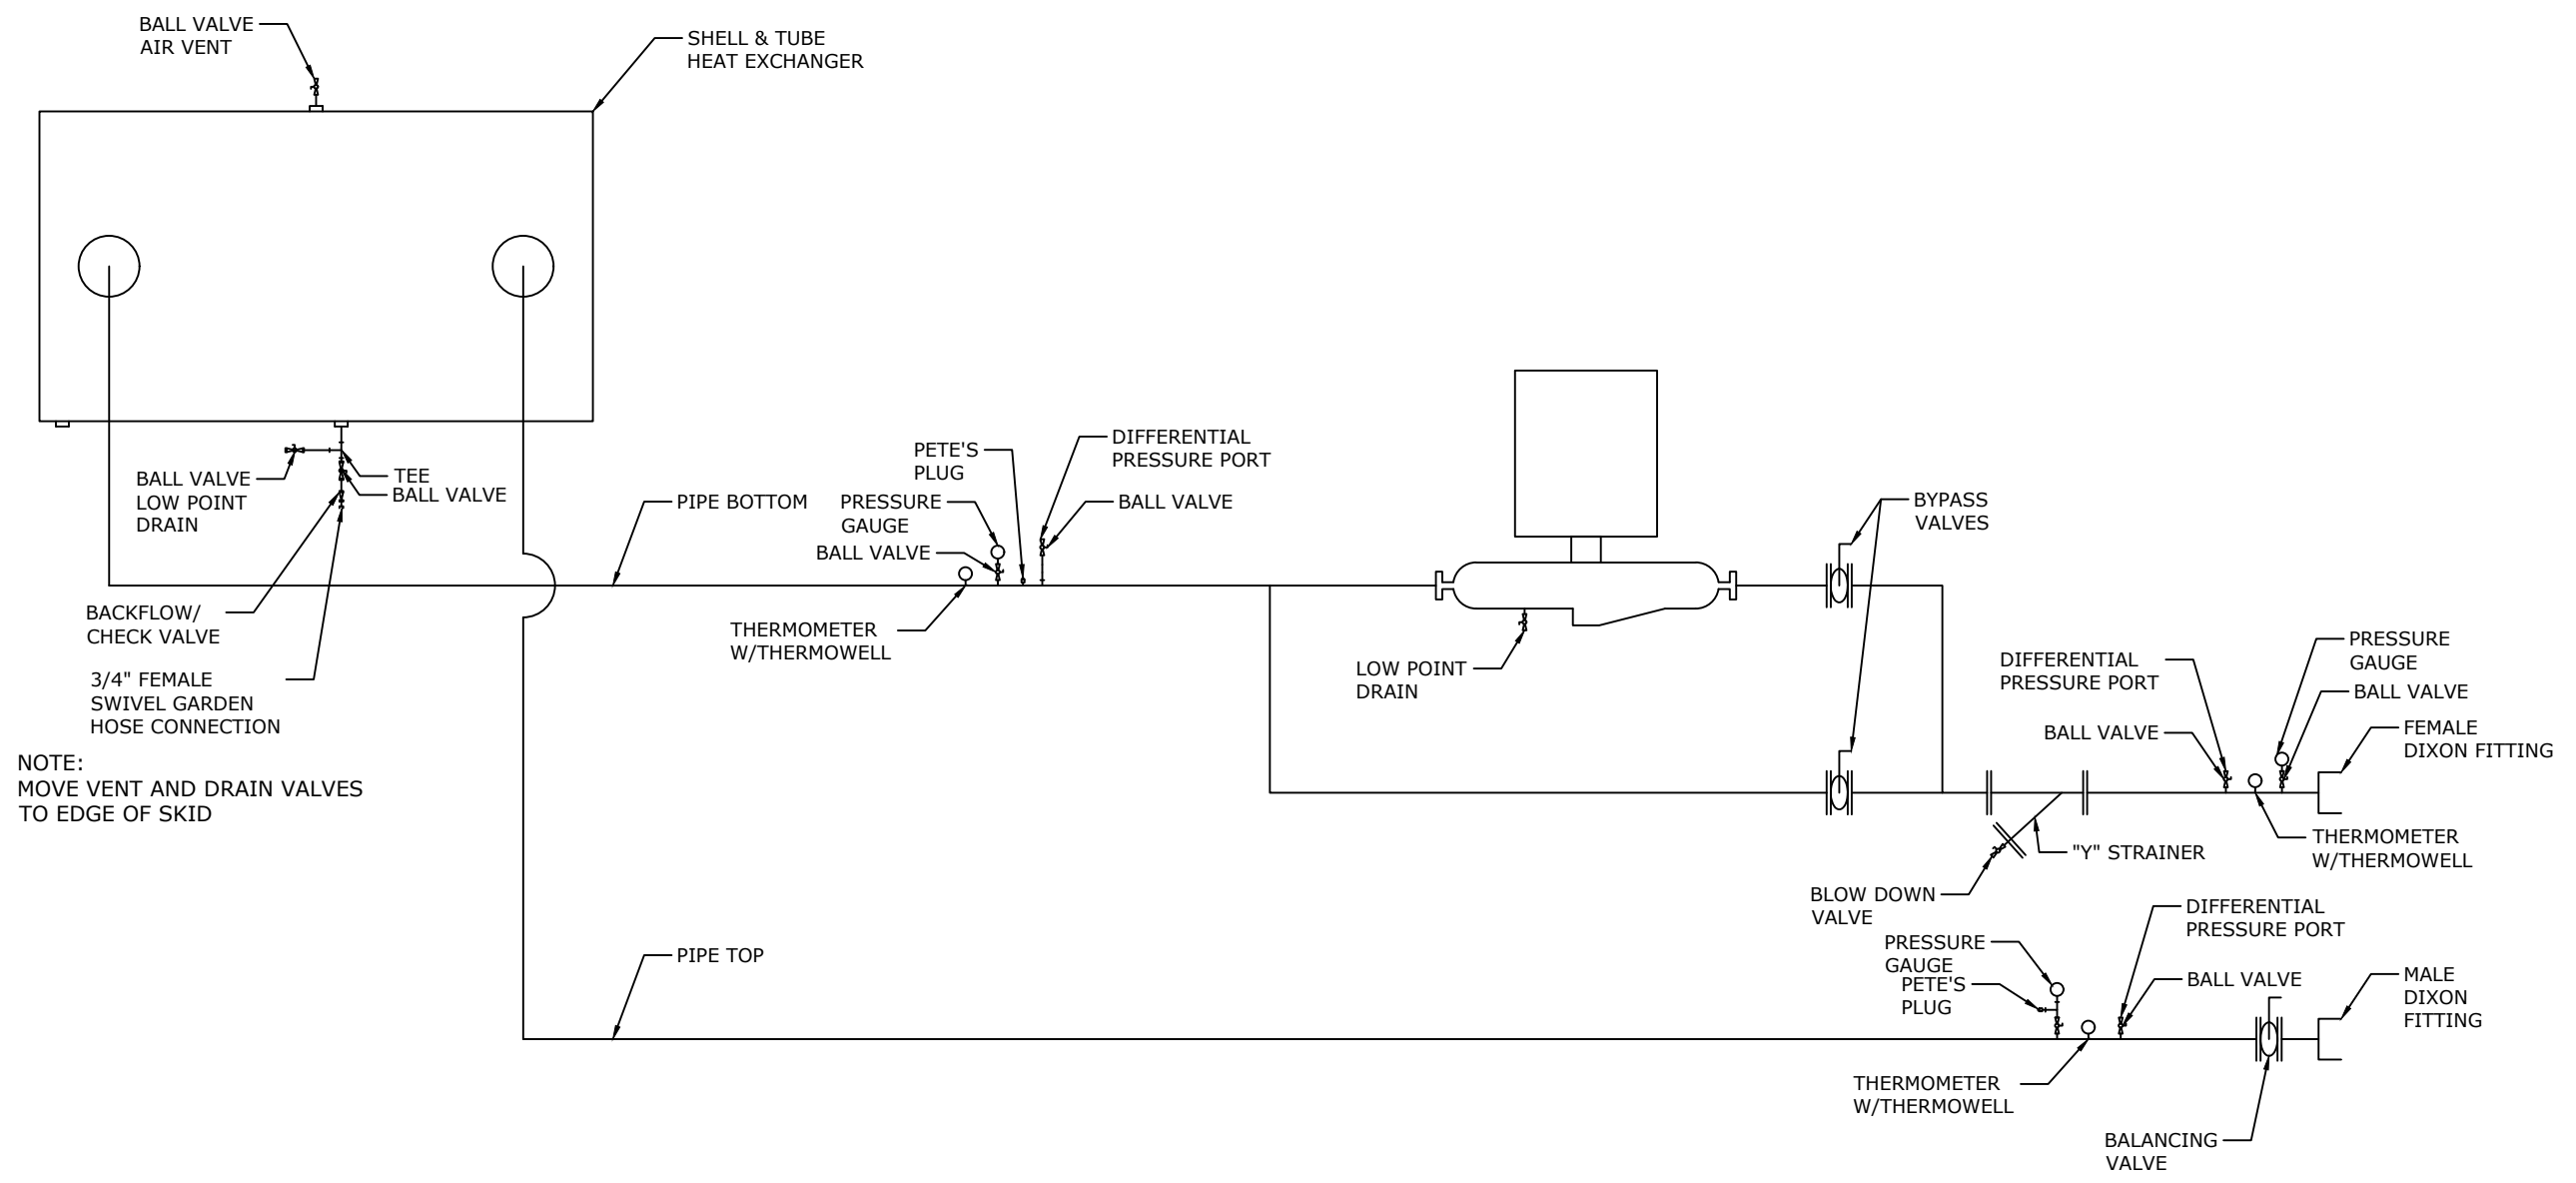 BALL VALVE
AIR VENT
SHELL & TUBE
HEAT EXCHANGER
BALL VALVE
LOW POINT
DRAIN
TEE
BALL VALVE
BACKFLOW/
CHECK VALVE
3/4" FEMALE
SWIVEL GARDEN
HOSE CONNECTION
NOTE:
MOVE VENT AND DRAIN VALVES
TO EDGE OF SKID
PIPE BOTTOM
PETE'S
PLUG
DIFFERENTIAL
PRESSURE PORT
PRESSURE
GAUGE
BALL VALVE
BALL VALVE
THERMOMETER
W/THERMOWELL
LOW POINT
DRAIN
BYPASS
VALVES
DIFFERENTIAL
PRESSURE PORT
PRESSURE
GAUGE
BALL VALVE
BALL VALVE
FEMALE
DIXON FITTING
THERMOMETER
W/THERMOWELL
"Y" STRAINER
BLOW DOWN
VALVE
PIPE TOP
PRESSURE
GAUGE
PETE'S
PLUG
DIFFERENTIAL
PRESSURE PORT
BALL VALVE
MALE
DIXON
FITTING
THERMOMETER
W/THERMOWELL
BALANCING
VALVE